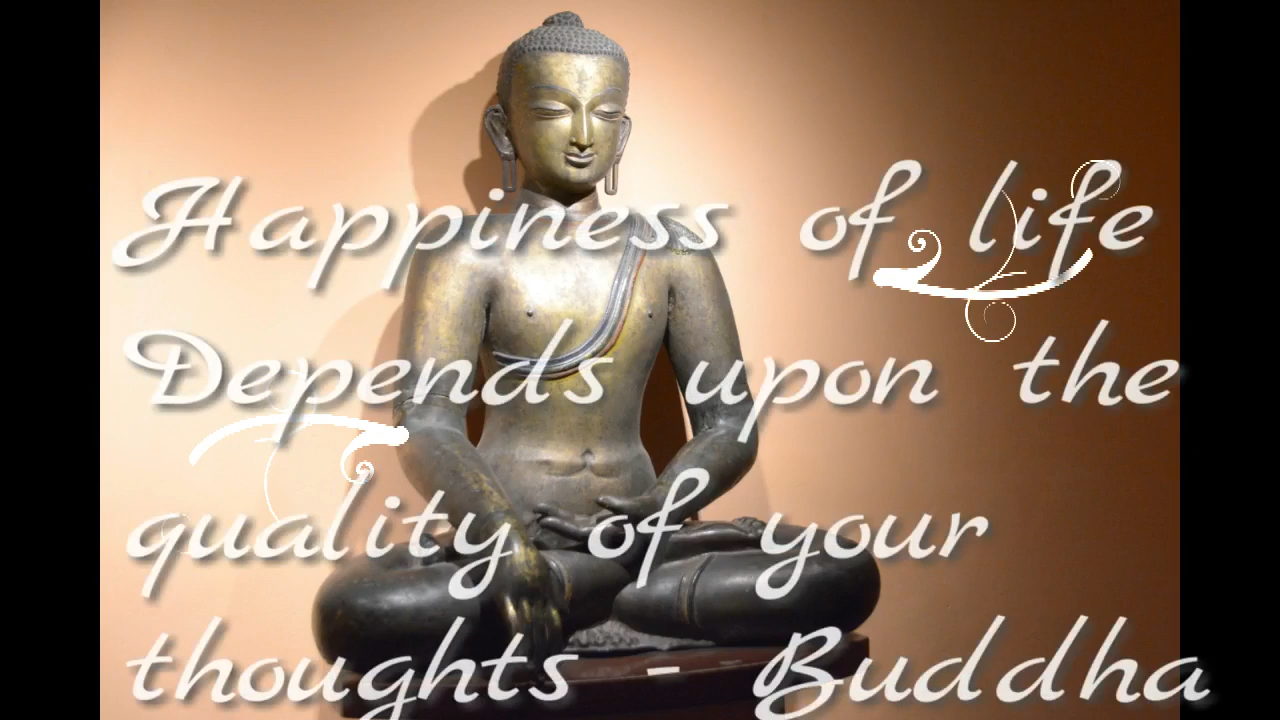 Happiness of life
Depends upon the
quality of your
thoughts - Buddha